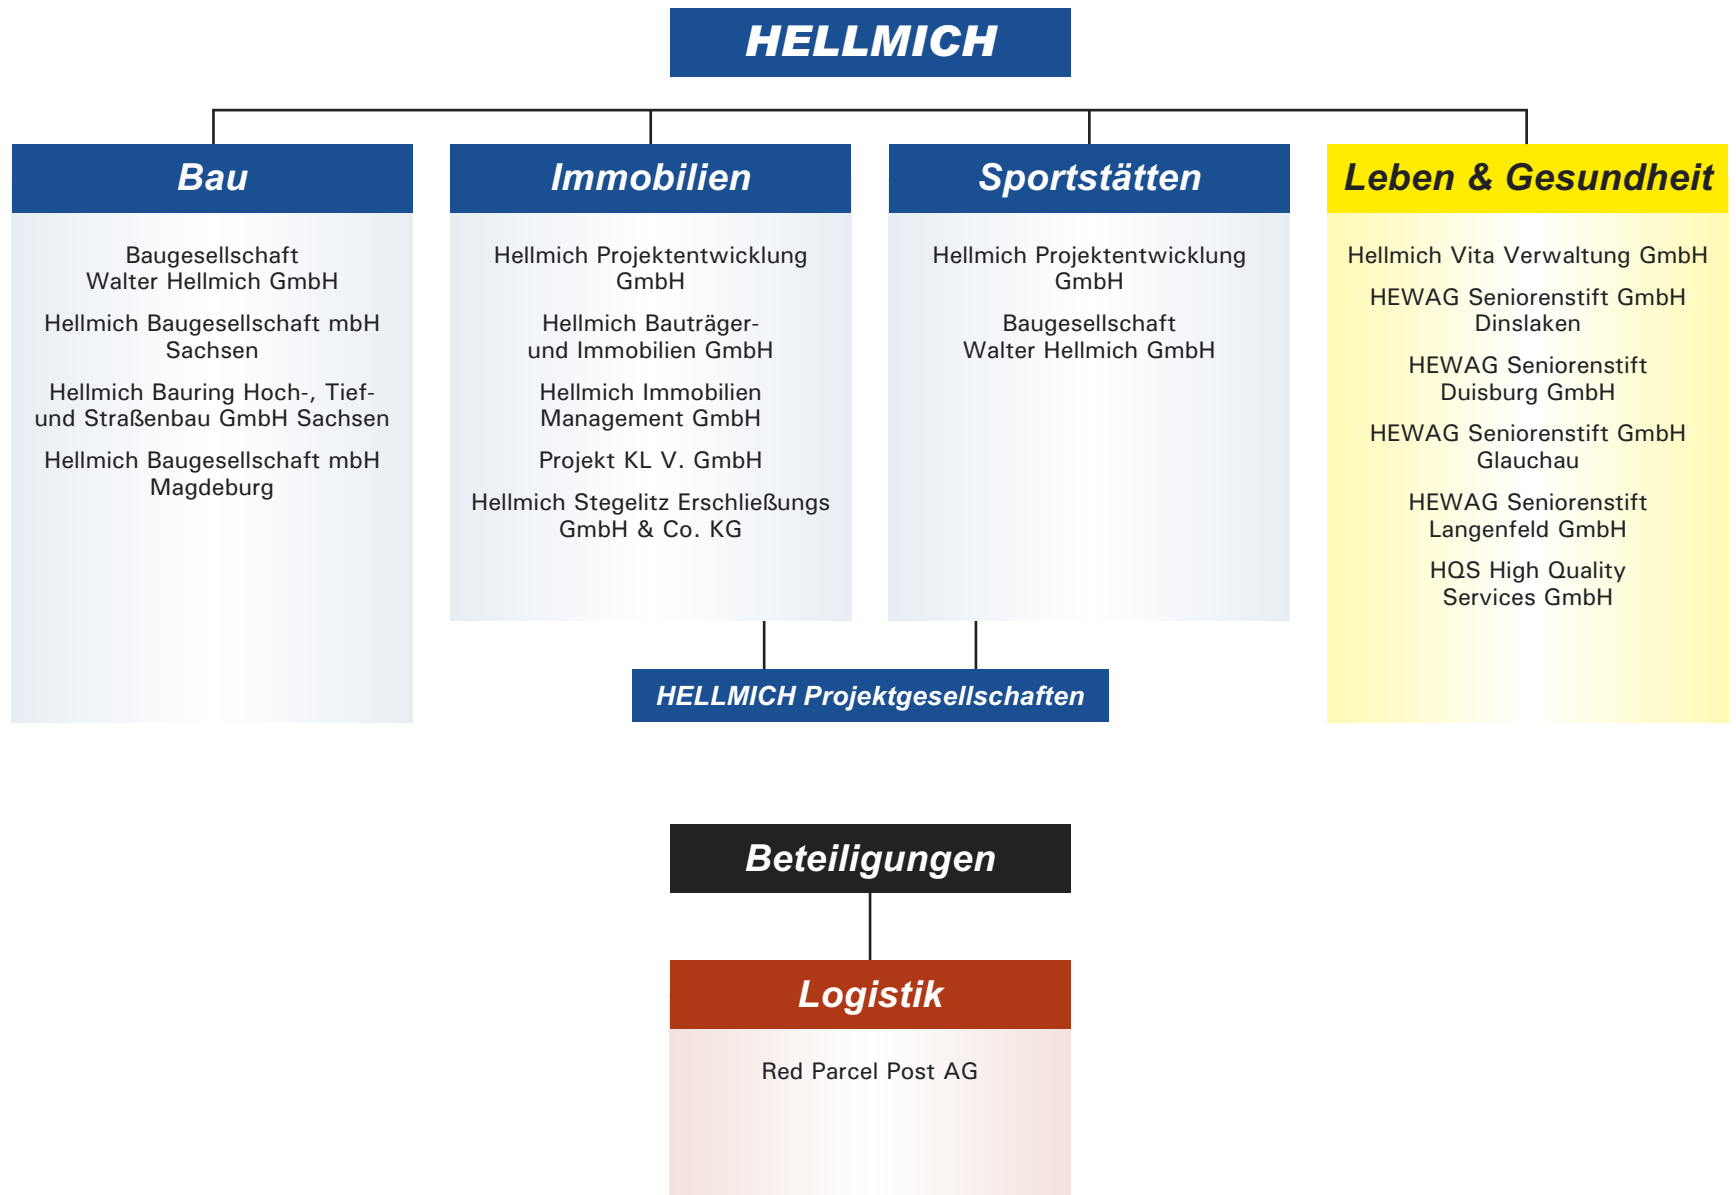 HELLMICH
Bau
Baugesellschaft
Walter Hellmich GmbH
Hellmich Baugesellschaft mbH
Sachsen
Hellmich Bauring Hoch-, Tief-
und Straßenbau GmbH Sachsen
Hellmich Baugesellschaft mbH
Magdeburg
Immobilien
Hellmich Projektentwicklung
GmbH
Hellmich Bauträger-
und Immobilien GmbH
Hellmich Immobilien
Management GmbH
Projekt KL V. GmbH
Hellmich Stegelitz Erschließungs
GmbH & Co. KG
Sportstätten
Hellmich Projektentwicklung
GmbH
Baugesellschaft
Walter Hellmich GmbH
Leben & Gesundheit
Hellmich Vita Verwaltung GmbH
HEWAG Seniorenstift GmbH
Dinslaken
HEWAG Seniorenstift
Duisburg GmbH
HEWAG Seniorenstift GmbH
Glauchau
HEWAG Seniorenstift
Langenfeld GmbH
HQS High Quality
Services GmbH
HELLMICH Projektgesellschaften
Beteiligungen
Logistik
Red Parcel Post AG